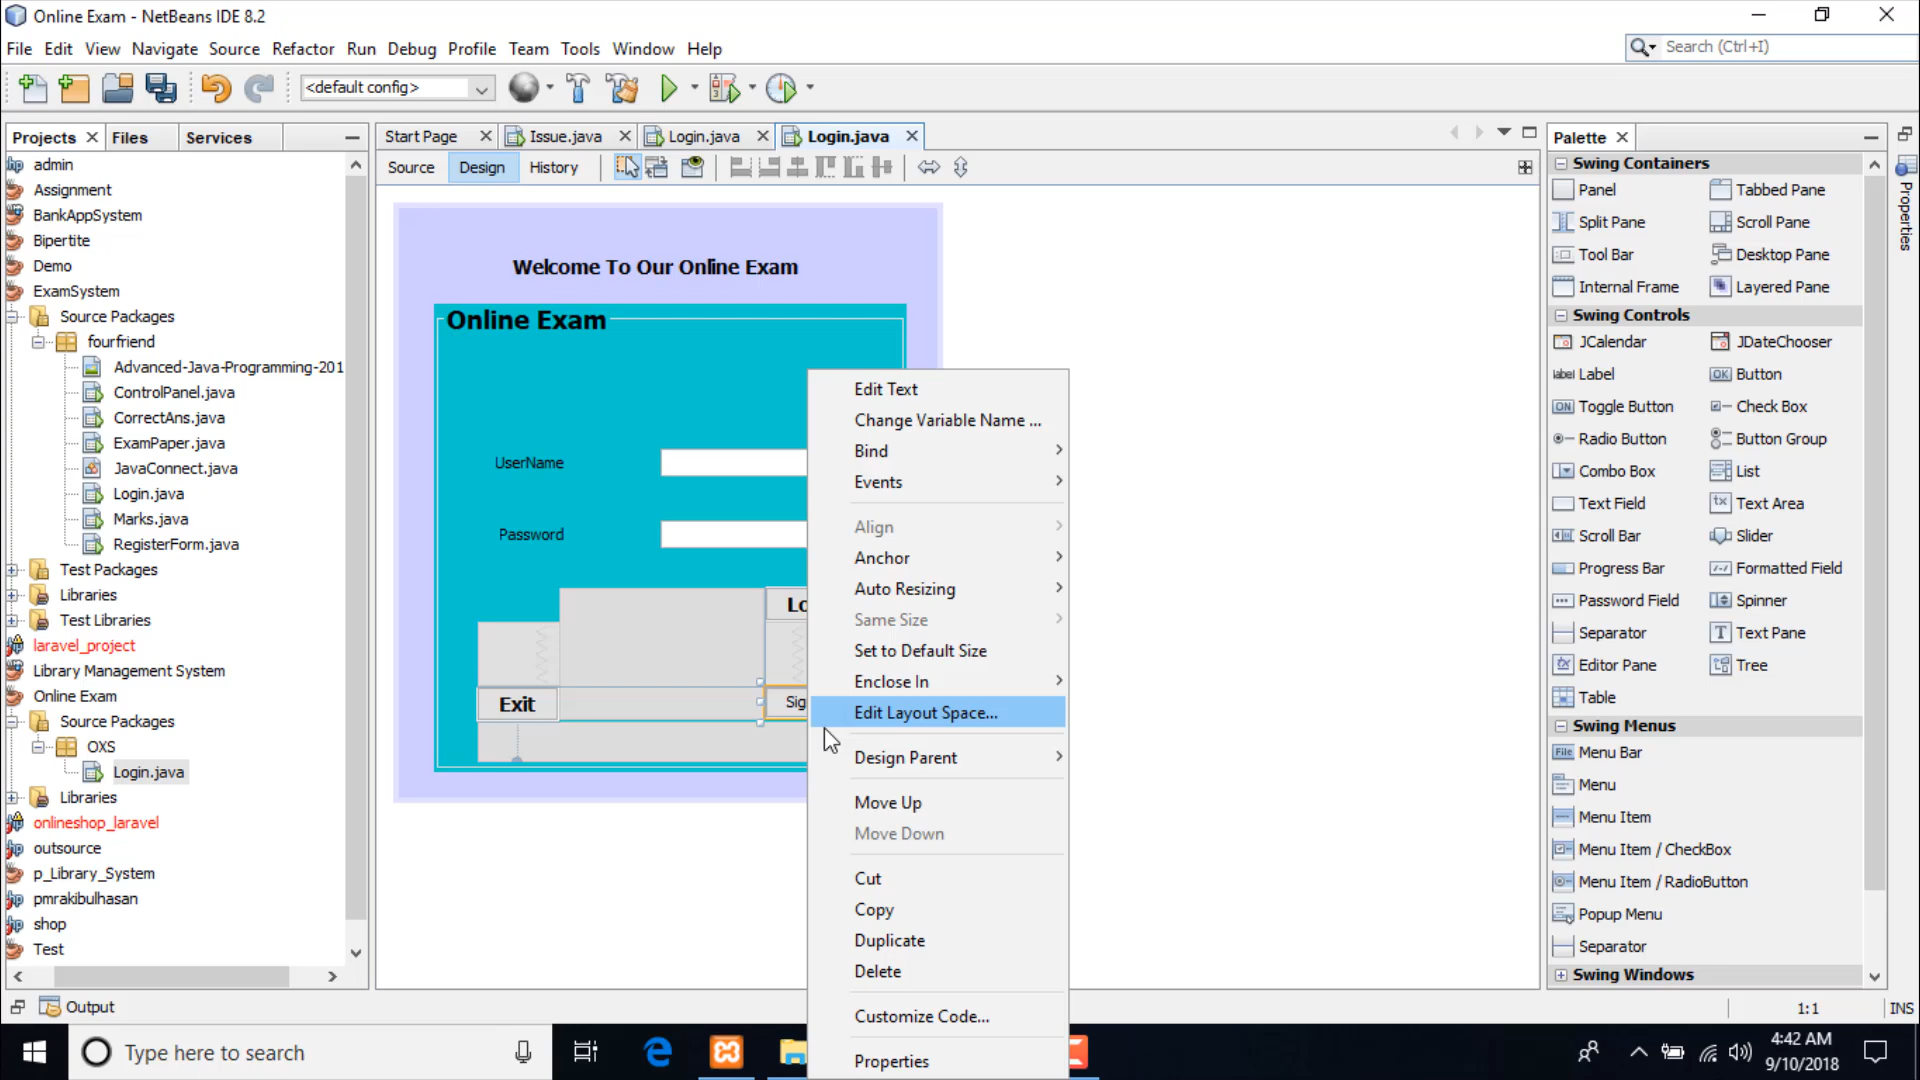 Online Exam - NetBeans IDE 8.2
File Edit View Navigate Source Refactor Run Debug Profile Team Tools Window Help
Search (Ctrl+I)
<default config>
Projects Files Services
Start Page Issue.java Login.java Login.java
Palette
Source Design History
Properties
admin
Assignment
BankAppSystem
Bipertite
Demo
ExamSystem
Source Packages
fourfriend
Advanced-Java-Programming-201
ControlPanel.java
CorrectAns.java
ExamPaper.java
JavaConnect.java
Login.java
Marks.java
RegisterForm.java
Test Packages
Libraries
Test Libraries
laravel_project
Library Management System
Online Exam
Source Packages
OXS
Login.java
Libraries
onlineshop_laravel
outsource
p_Library_System
pmrakibulhasan
shop
Test
Welcome To Our Online Exam
Online Exam
UserName
Password
Lo
Exit
Sig
Edit Text
Change Variable Name ...
Bind
Events
Align
Anchor
Auto Resizing
Same Size
Set to Default Size
Enclose In
Edit Layout Space...
Design Parent
Move Up
Move Down
Cut
Copy
Duplicate
Delete
Customize Code...
Properties
Swing Containers
Panel Tabbed Pane
Split Pane Scroll Pane
Tool Bar Desktop Pane
Internal Frame Layered Pane
Swing Controls
JCalendar JDateChooser
label Label OK Button
ON Toggle Button Check Box
Radio Button Button Group
Combo Box List
Text Field tx Text Area
Scroll Bar Slider
Progress Bar Formatted Field
Password Field Spinner
Separator T Text Pane
Editor Pane Tree
Table
Swing Menus
File Menu Bar
Menu
Menu Item
Menu Item / CheckBox
Menu Item / RadioButton
Popup Menu
Separator
Swing Windows
Output
1:1 INS
Type here to search
4:42 AM
9/10/2018